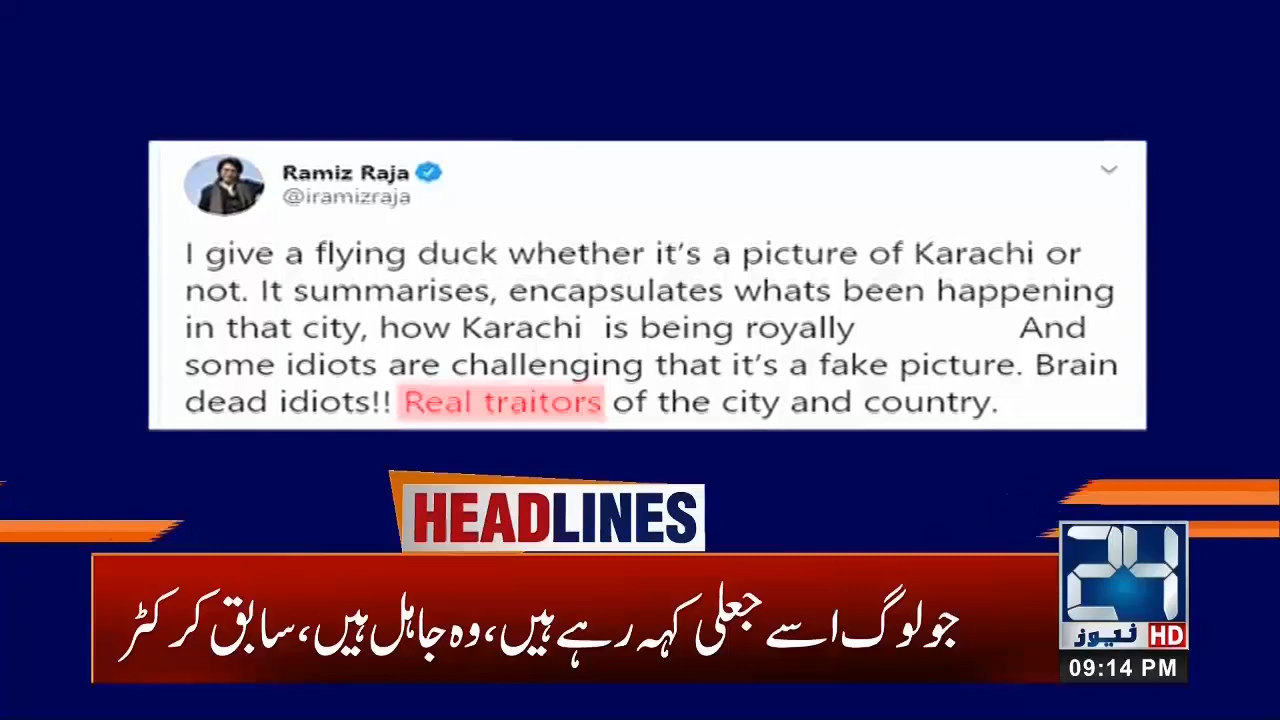 Ramiz Raja
@iramizraja
I give a flying duck whether it's a picture of Karachi or
not. It summarises, encapsulates whats been happening
in that city, how Karachi is being royally And
some idiots are challenging that it's a fake picture. Brain
dead idiots!! Real traitors of the city and country.
HEADLINES
جو لوگ اسے جعلی کہہ رہے ہیں، وہ جاہل ہیں، سابق کرکٹر
24
نیوز HD
09:14 PM